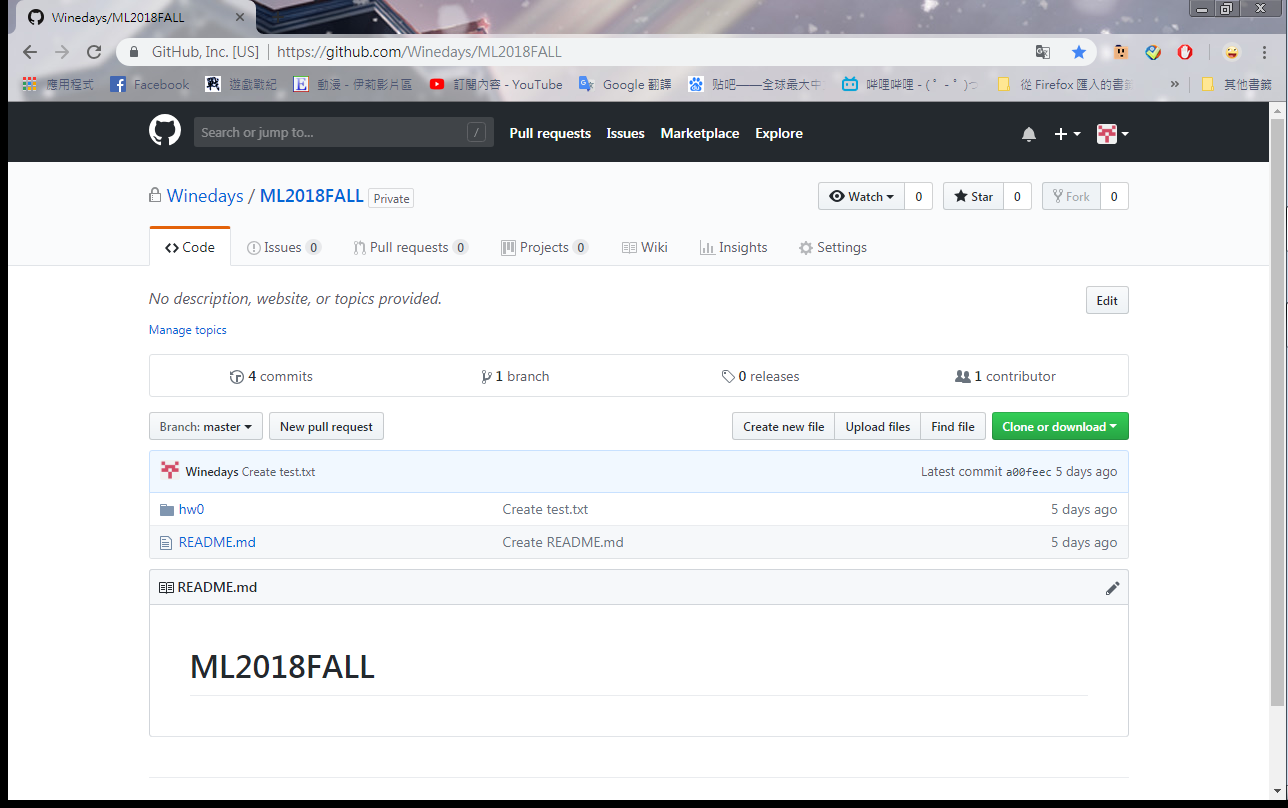 Winedays/ML2018FALL
GitHub, Inc. [US] | https://github.com/Winedays/ML2018FALL
應用程式 Facebook 遊戲戰紀 動漫 - 伊莉影片區 訂閱內容 - YouTube Google 翻譯 贴吧——全球最大中 哔哩哔哩 - ( ゜- ゜)つ 從 Firefox 匯入的書籤 » 其他書籤
Search or jump to... / Pull requests Issues Marketplace Explore
Winedays / ML2018FALL Private Watch 0 Star 0 Fork 0
Code Issues 0 Pull requests 0 Projects 0 Wiki Insights Settings
No description, website, or topics provided. Edit
Manage topics
4 commits 1 branch 0 releases 1 contributor
Branch: master New pull request Create new file Upload files Find file Clone or download
Winedays Create test.txt Latest commit a00feec 5 days ago
hw0 Create test.txt 5 days ago
README.md Create README.md 5 days ago
README.md
ML2018FALL